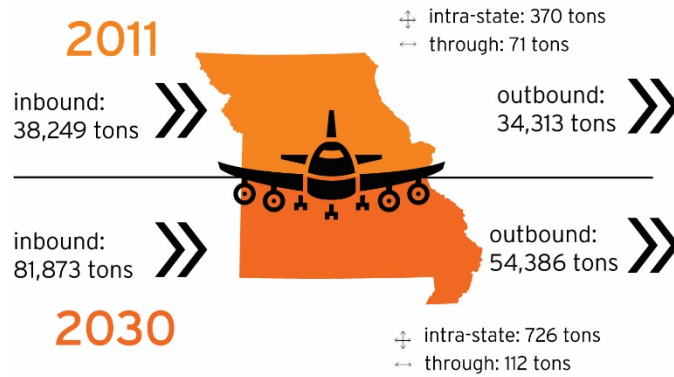 2011
intra-state: 370 tons
through: 71 tons
inbound:
38,249 tons
outbound:
34,313 tons
inbound:
81,873 tons
outbound:
54,386 tons
2030
intra-state: 726 tons
through: 112 tons